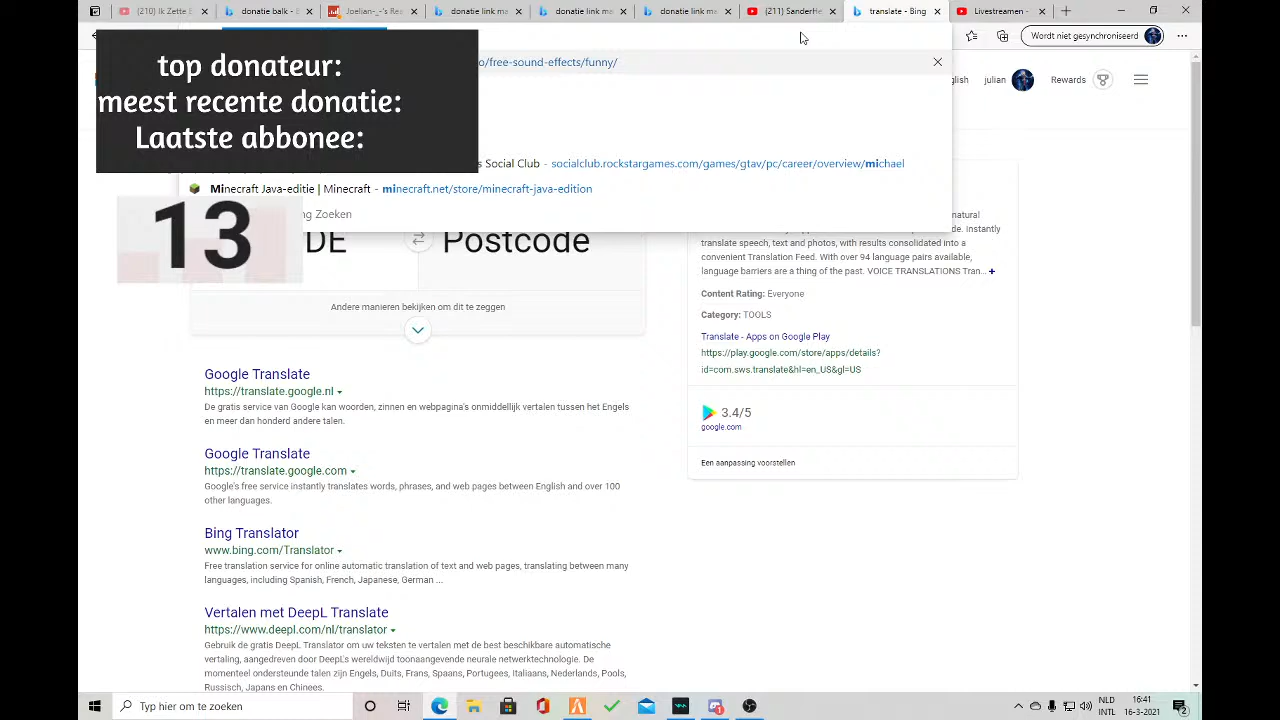 (210) Ik Zette E
donatie balk - B
Joelian-_-'s Rea
donatie link ma
donatie link me
donatie link ma
(211) SanderHe
translate - Bing
Livestreamen -
top donateur:
meest recente donatie:
Laatste abbonee:
13
o/free-sound-effects/funny/
Wordt niet gesynchroniseerd
glish
julian
Rewards
s Social Club - socialclub.rockstargames.com/games/gtav/pc/career/overview/michael
Minecraft Java-editie | Minecraft - minecraft.net/store/minecraft-java-edition
ng Zoeken
DE
Postcode
Andere manieren bekijken om dit te zeggen
natural
translate speech, text and photos, with results consolidated into a
convenient Translation Feed. With over 94 language pairs available,
language barriers are a thing of the past. VOICE TRANSLATIONS Tran... +
Content Rating: Everyone
Category: TOOLS
Translate - Apps on Google Play
https://play.google.com/store/apps/details?
id=com.sws.translate&hl=en_US&gl=US
3.4/5
google.com
Een aanpassing voorstellen
Google Translate
https://translate.google.nl
De gratis service van Google kan woorden, zinnen en webpagina's onmiddellijk vertalen tussen het Engels
en meer dan honderd andere talen.
Google Translate
https://translate.google.com
Google's free service instantly translates words, phrases, and web pages between English and over 100
other languages.
Bing Translator
www.bing.com/Translator
Free translation service for online automatic translation of text and web pages, translating between many
languages, including Spanish, French, Japanese, German ...
Vertalen met DeepL Translate
https://www.deepl.com/nl/translator
Gebruik de gratis DeepL Translator om uw teksten te vertalen met de best beschikbare automatische
vertaling, aangedreven door DeepL's wereldwijd toonaangevende neurale netwerktechnologie. De
momenteel ondersteunde talen zijn Engels, Duits, Frans, Spaans, Portugees, Italiaans, Nederlands, Pools,
Russisch, Japans en Chinees.
Typ hier om te zoeken
NLD
INTL
16:41
16-3-2021
2